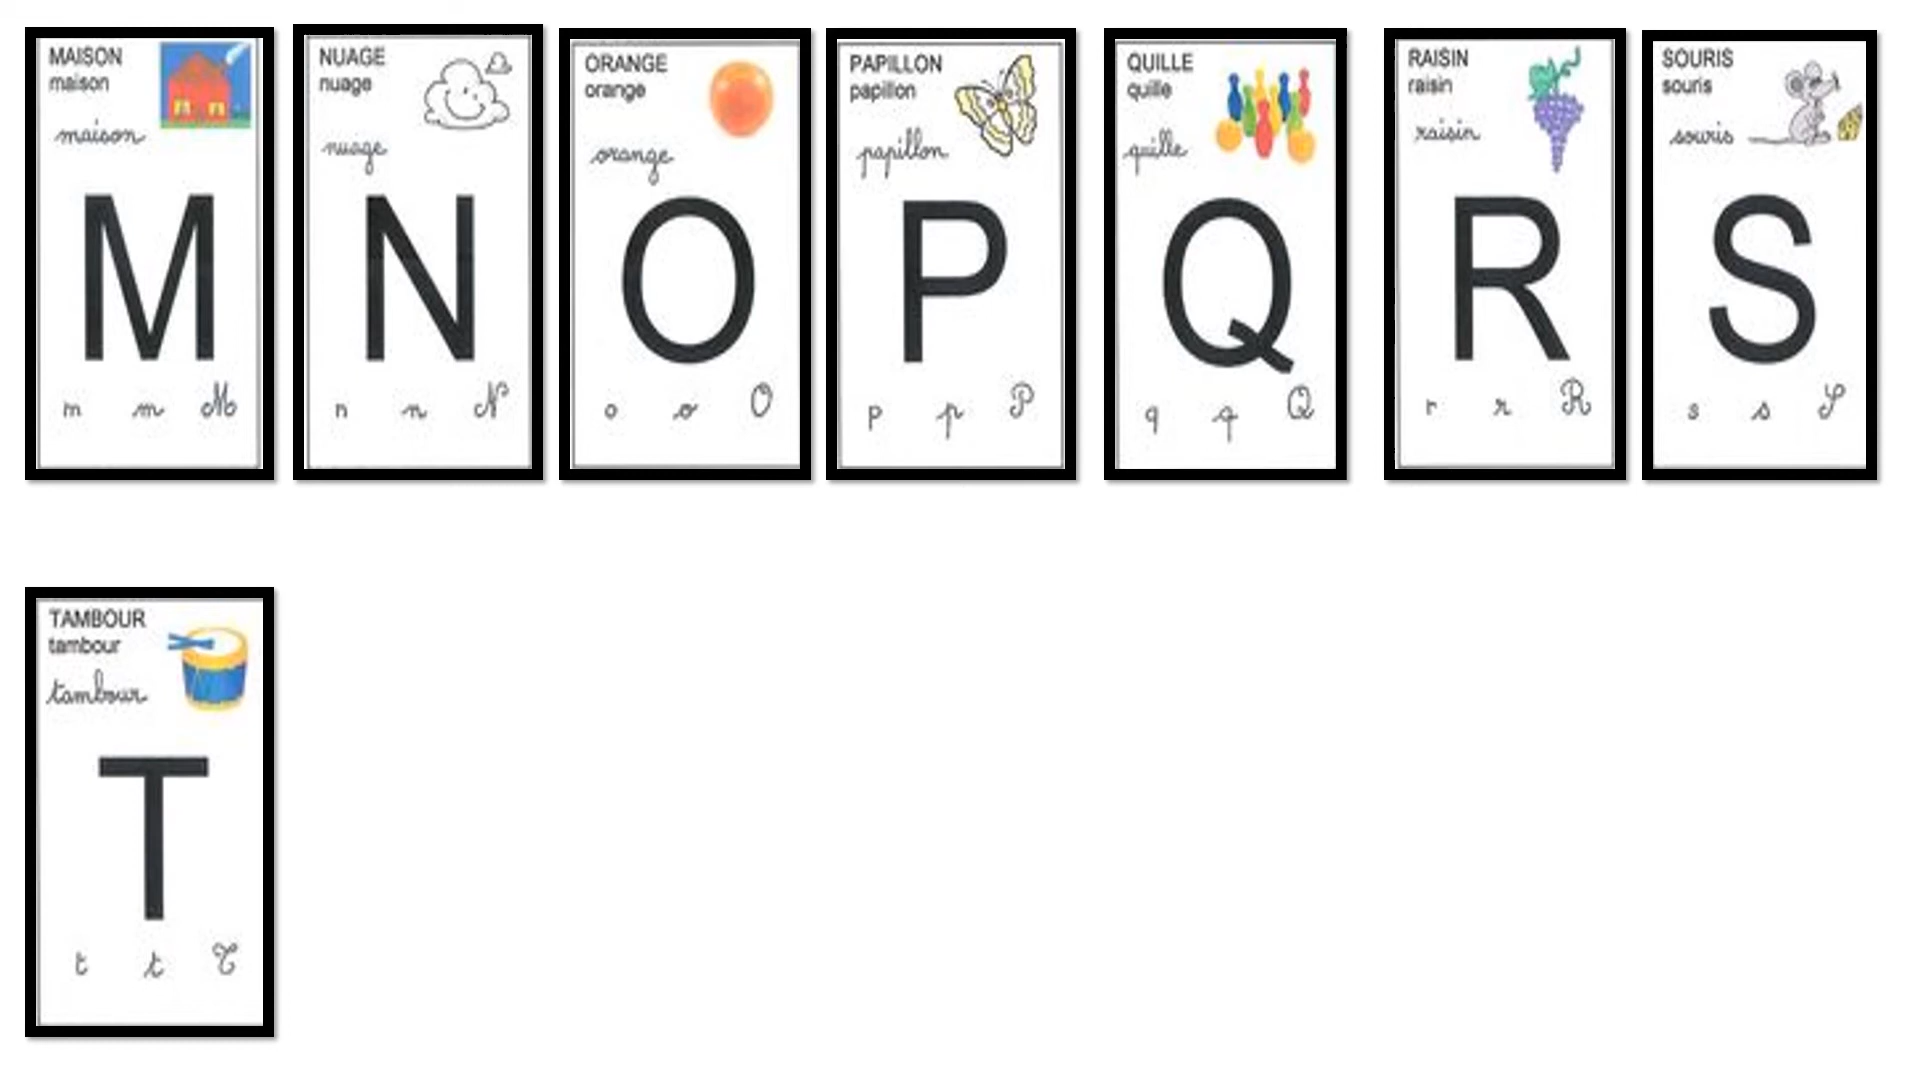 MAISON
maison
maison
M
m m M
NUAGE
nuage
nuage
N
n n N
ORANGE
orange
orange
O
o o O
PAPILLON
papillon
papillon
P
p p P
QUILLE
quille
quille
Q
q q Q
RAISIN
raisin
raisin
R
r r R
SOURIS
souris
souris
S
s s S
TAMBOUR
tambour
tambour
T
t t T